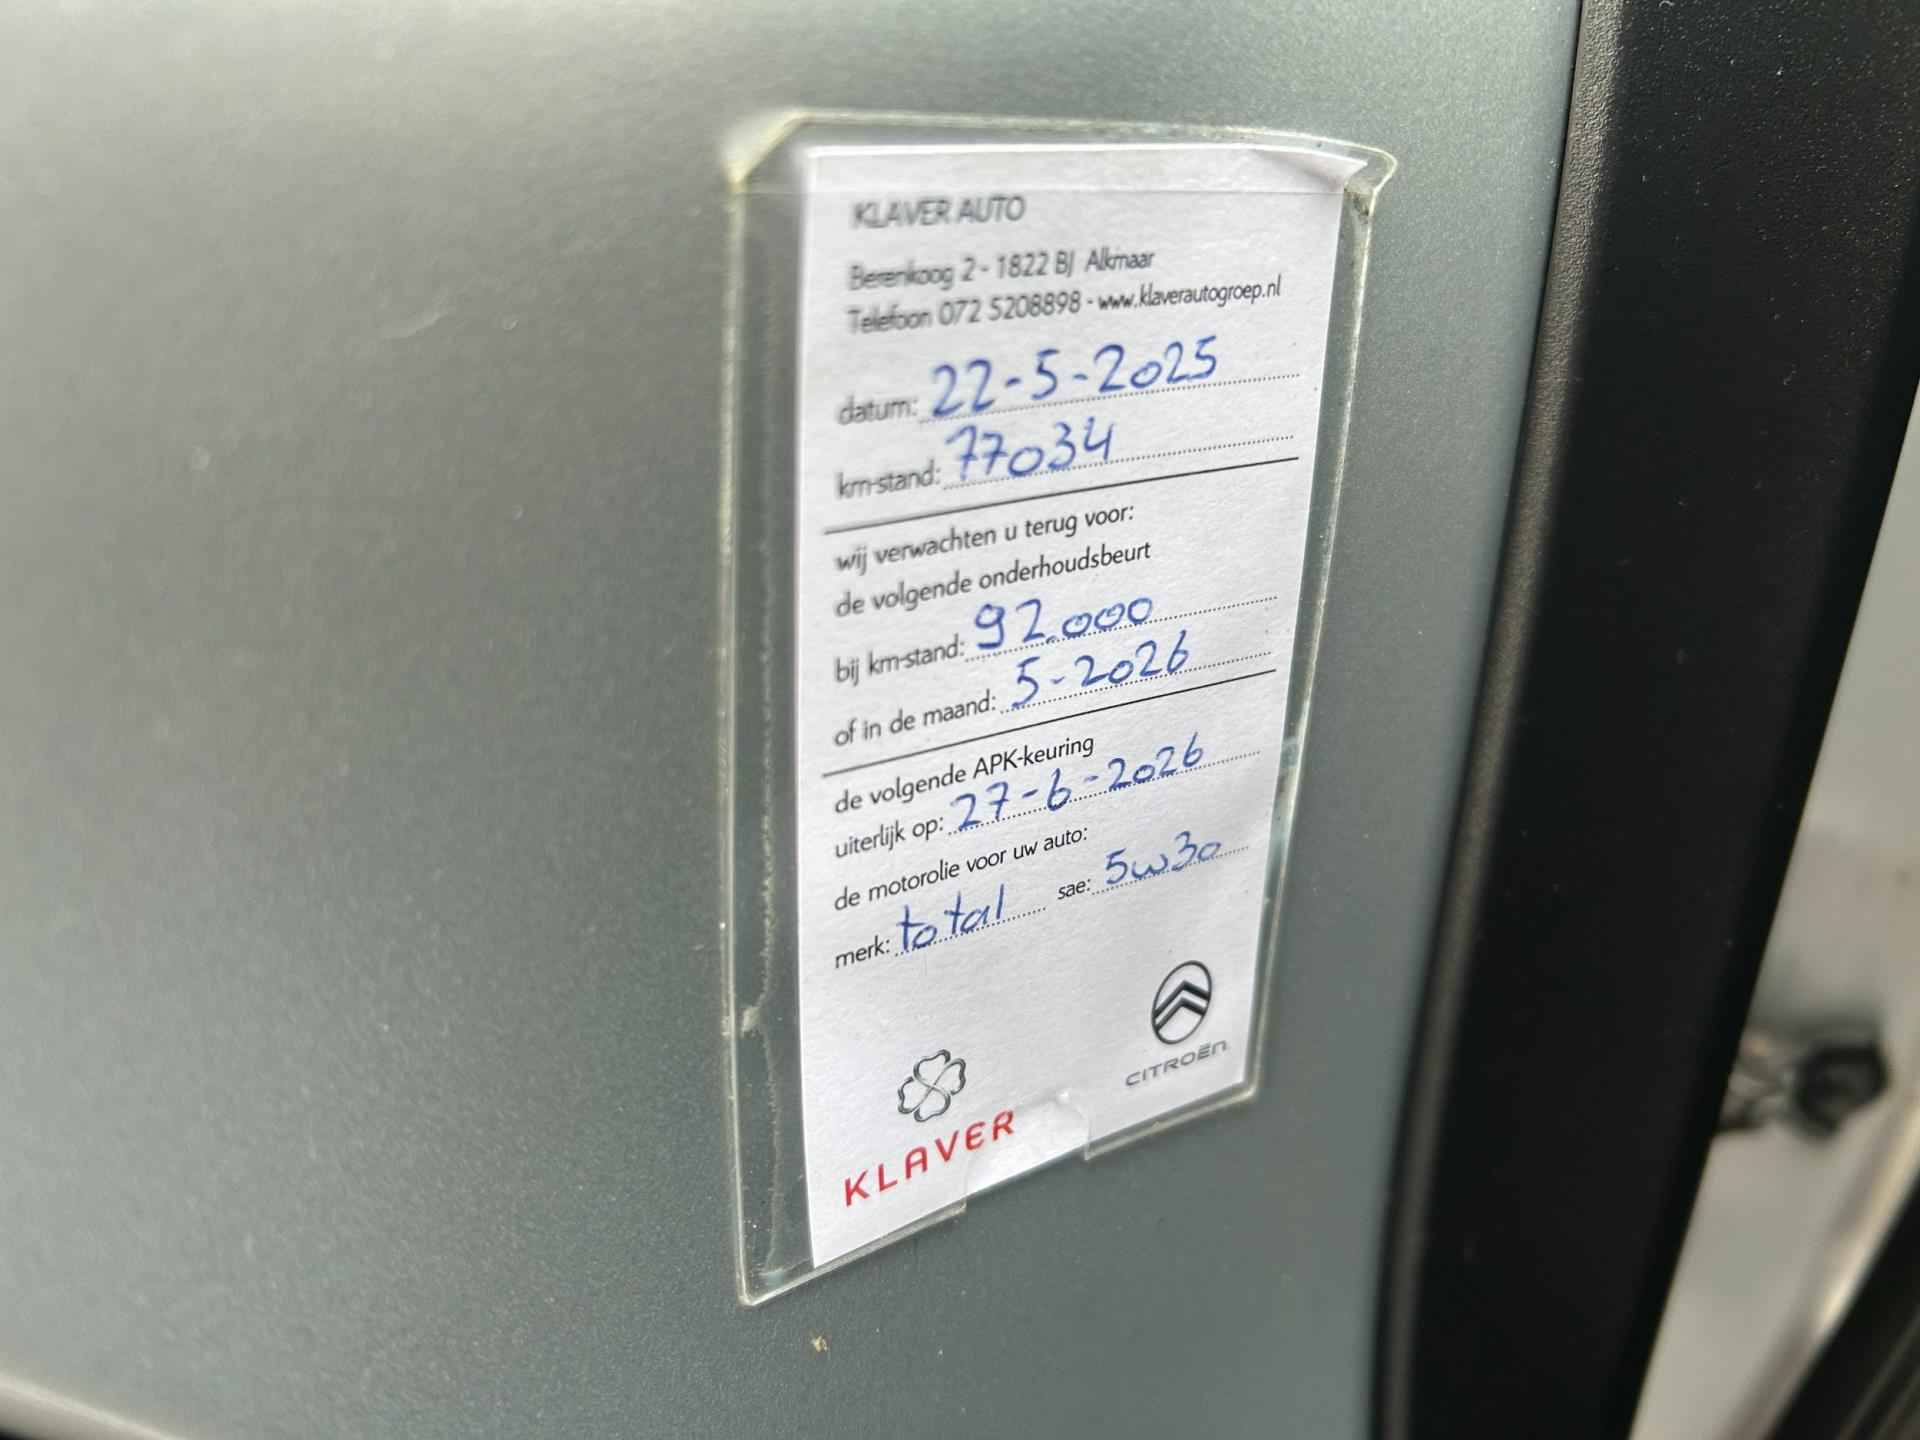 KLAVER AUTO
Berenkoog 2 - 1822 BJ Alkmaar
Telefoon 072 5208898 - www.klaverautogroep.nl
datum: 22-5-2025
km-stand: 77034
wij verwachten u terug voor:
de volgende onderhoudsbeurt
bij km-stand: 92.000
of in de maand: 5-2026
de volgende APK-keuring
uiterlijk op: 27-6-2026
de motorolie voor uw auto:
merk: total sae: 5w30
CITROËN
KLAVER